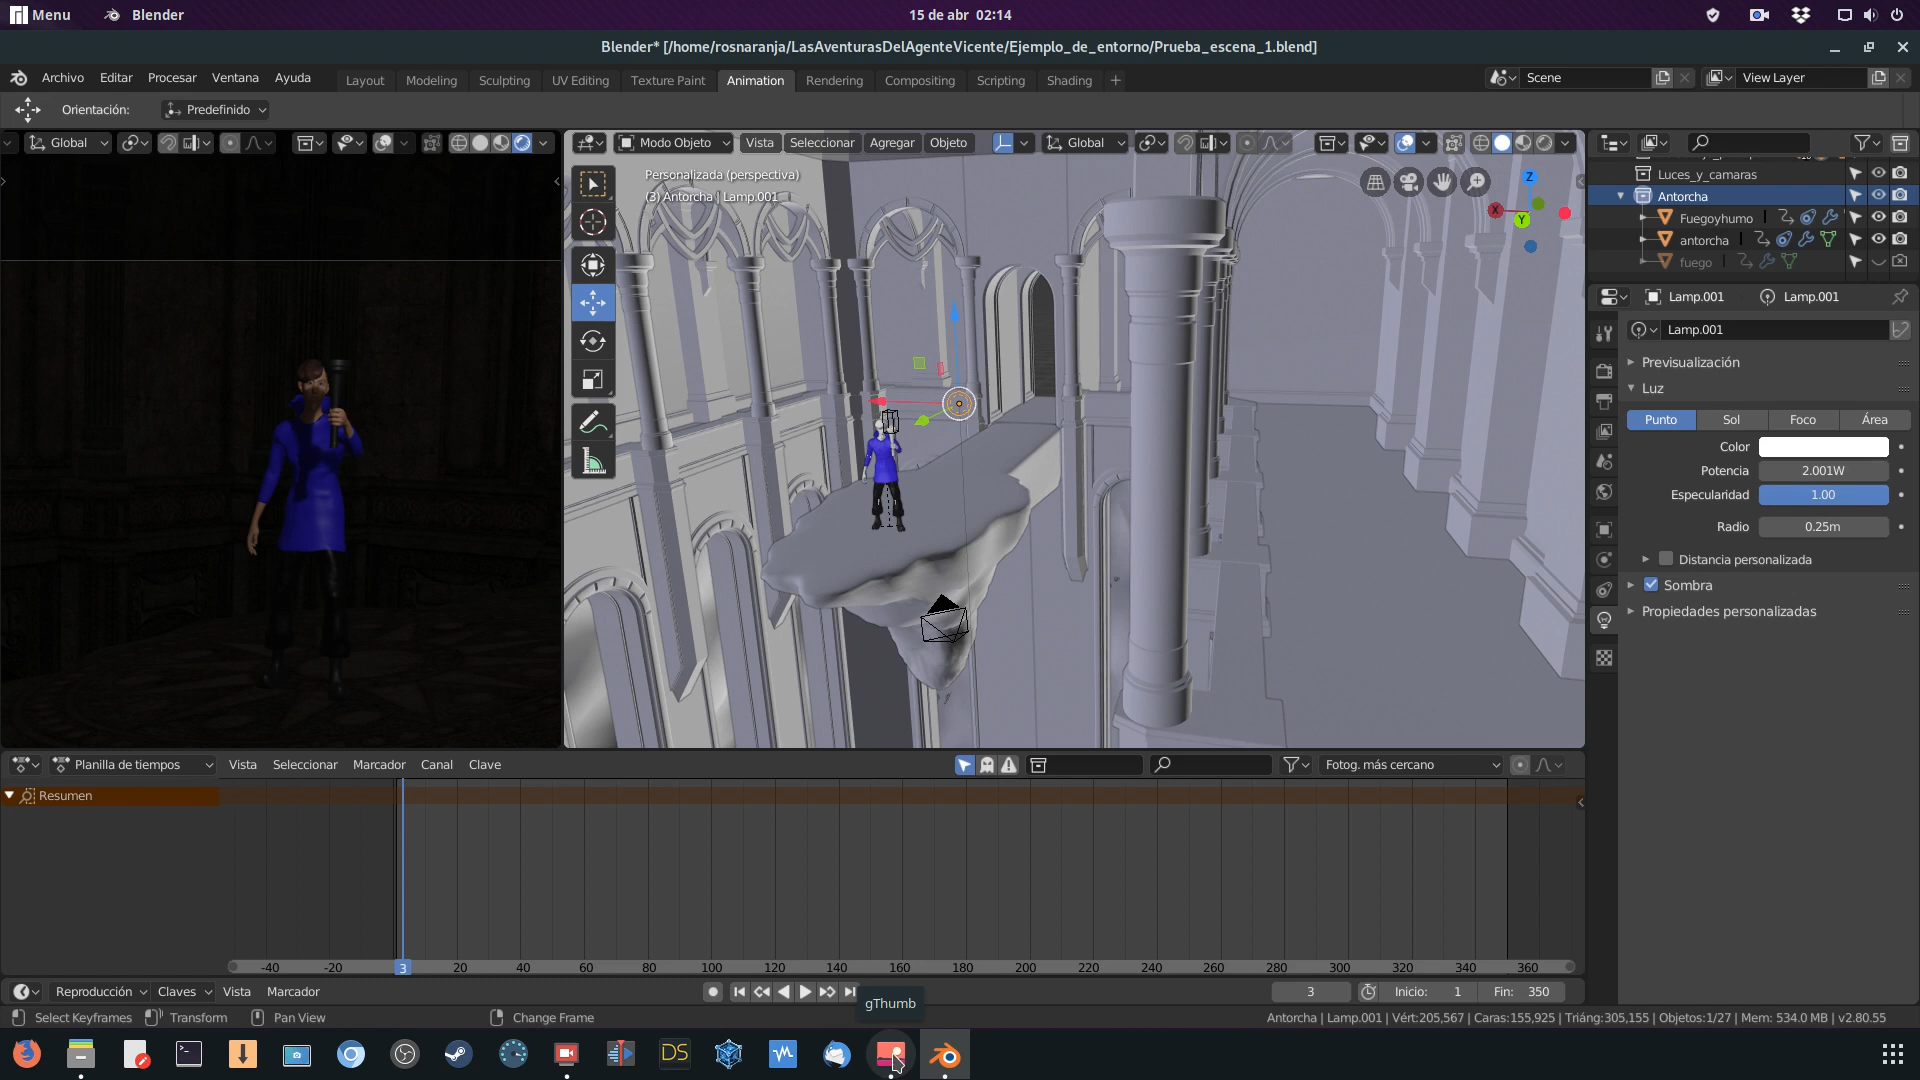 Menu
Blender
15 de abr 02:14
Blender* [/home/rosnaranja/LasAventurasDelAgenteVicente/Ejemplo_de_entorno/Prueba_escena_1.blend]
Archivo Editar Procesar Ventana Ayuda
Layout Modeling Sculpting UV Editing Texture Paint Animation Rendering Compositing Scripting Shading +
Scene
View Layer
Orientación: Predefinido
Global
Modo Objeto Vista Seleccionar Agregar Objeto Global
Personalizada (perspectiva)
(3) Antorcha | Lamp.001
Z
X
Y
Luces_y_camaras
Antorcha
Fuegoyhumo
antorcha
fuego
Lamp.001 Lamp.001
Lamp.001
Previsualización
Luz
Punto Sol Foco Área
Color
Potencia 2.001W
Especularidad 1.00
Radio 0.25m
Distancia personalizada
Sombra
Propiedades personalizadas
Planilla de tiempos Vista Seleccionar Marcador Canal Clave
Fotog. más cercano
Resumen
-40 -20 3 20 40 60 80 100 120 140 160 180 200 220 240 260 280 300 320 340 360
Reproducción Claves Vista Marcador
3 Inicio: 1 Fin: 350
gThumb
Select Keyframes Transform Pan View Change Frame
Antorcha | Lamp.001 | Vért:205,567 | Caras:155,925 | Triáng:305,155 | Objetos:1/27 | Mem: 534.0 MB | v2.80.55
DS